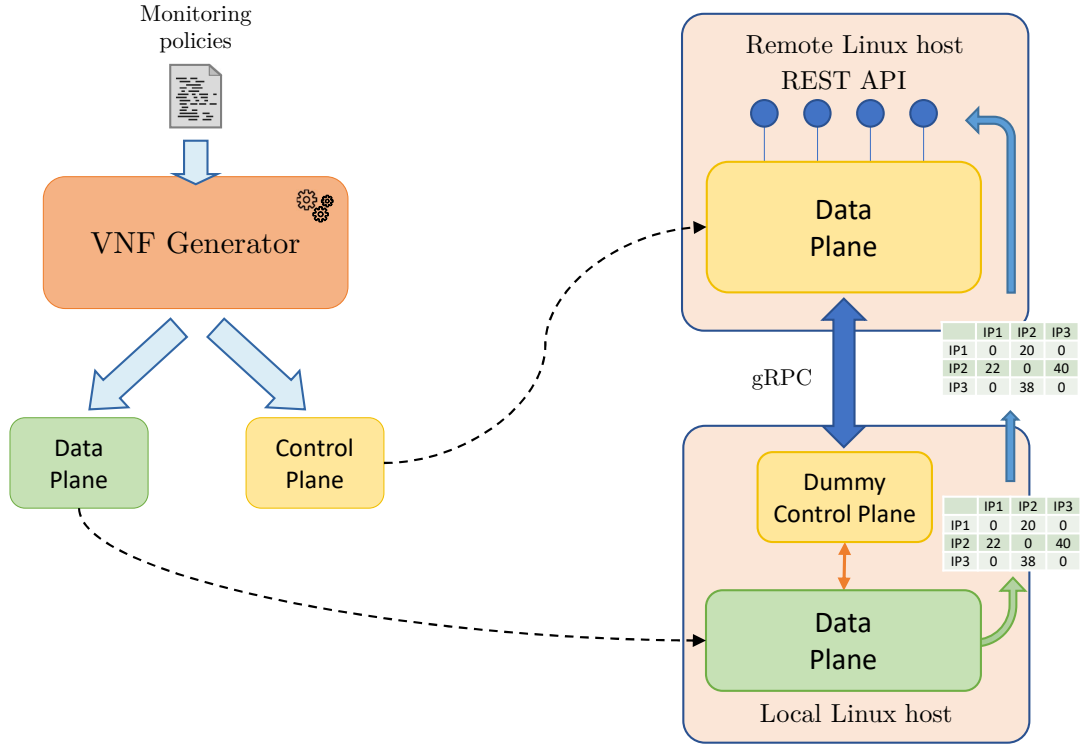 Monitoring
policies
VNF Generator
Data
Plane
Control
Plane
Remote Linux host
REST API
Data
Plane
gRPC
IP1 IP2 IP3
IP1 0 20 0
IP2 22 0 40
IP3 0 38 0
Dummy
Control Plane
IP1 IP2 IP3
IP1 0 20 0
IP2 22 0 40
IP3 0 38 0
Data
Plane
Local Linux host